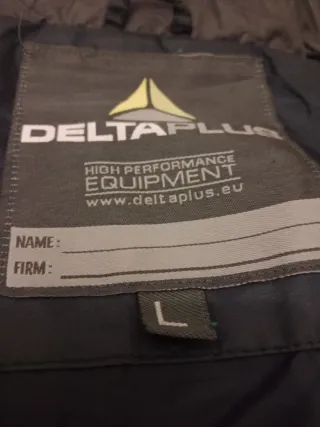 DELTAPLUS
HIGH PERFORMANCE
EQUIPMENT
www.deltaplus.eu
NAME:
FIRM:
L